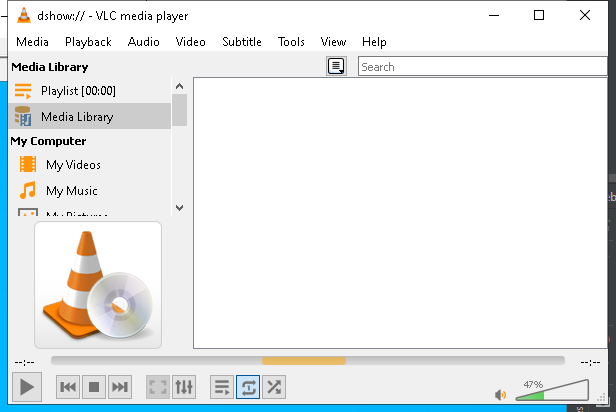 dshow:// - VLC media player
Media Playback Audio Video Subtitle Tools View Help
Media Library
Search
Playlist [00:00]
Media Library
My Computer
My Videos
My Music
My Pictures
--:--
--:--
47%